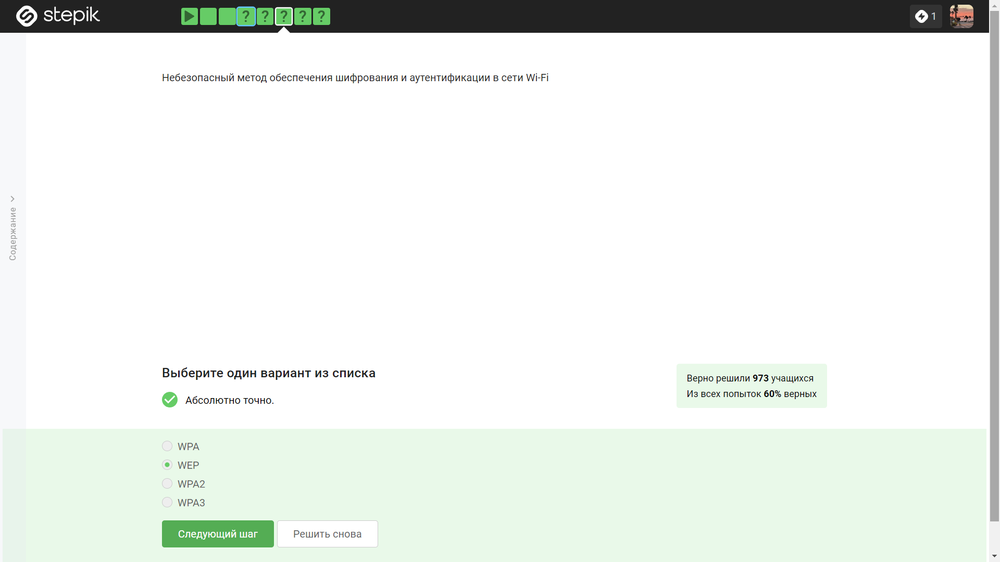 stepik
? ? ? ? ?
1
Содержание
Небезопасный метод обеспечения шифрования и аутентификации в сети Wi-Fi
Выберите один вариант из списка
Абсолютно точно.
Верно решили 973 учащихся
Из всех попыток 60% верных
WPA
WEP
WPA2
WPA3
Следующий шаг
Решить снова